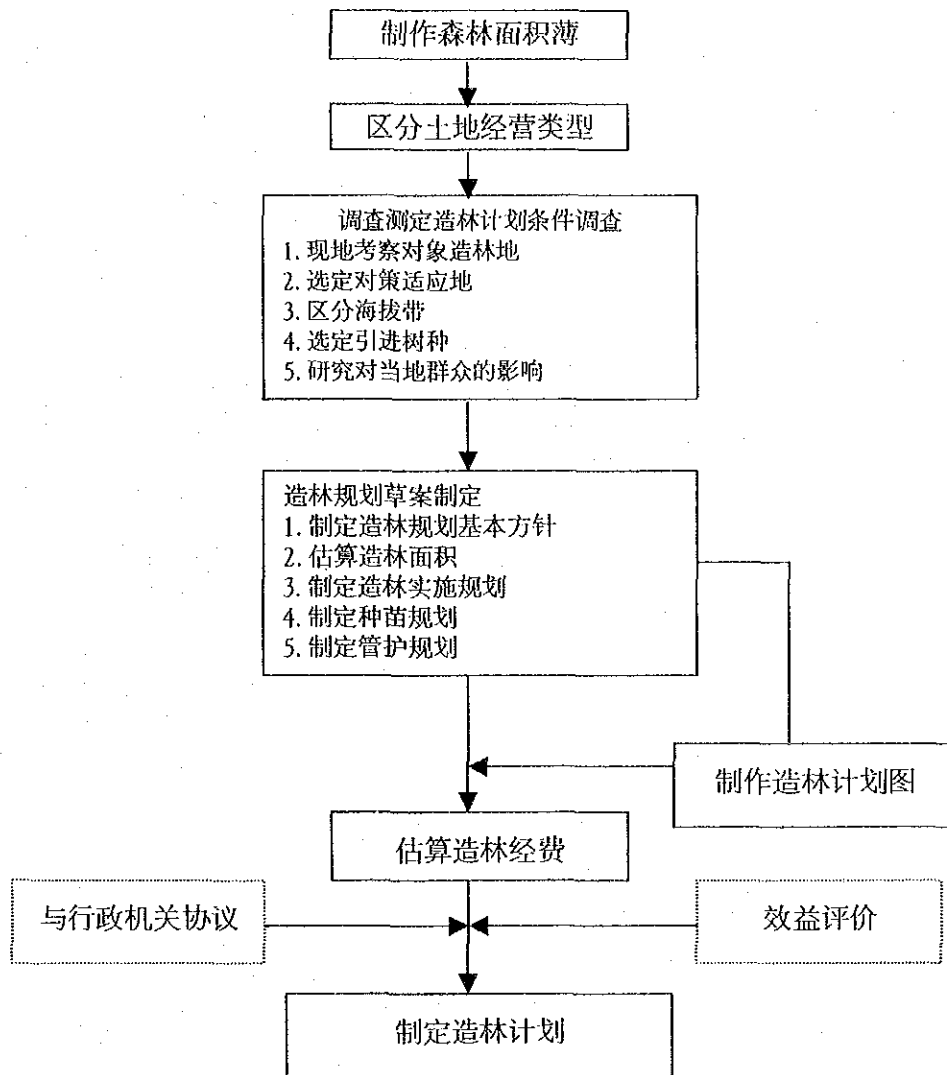 制作森林面积薄
区分土地经营类型
调查测定造林计划条件调查
1. 现地考察对象造林地
2. 选定对策适应地
3. 区分海拔带
4. 选定引进树种
5. 研究对当地群众的影响
造林规划草案制定
1. 制定造林规划基本方针
2. 估算造林面积
3. 制定造林实施规划
4. 制定种苗规划
5. 制定管护规划
制作造林计划图
估算造林经费
与行政机关协议
效益评价
制定造林计划